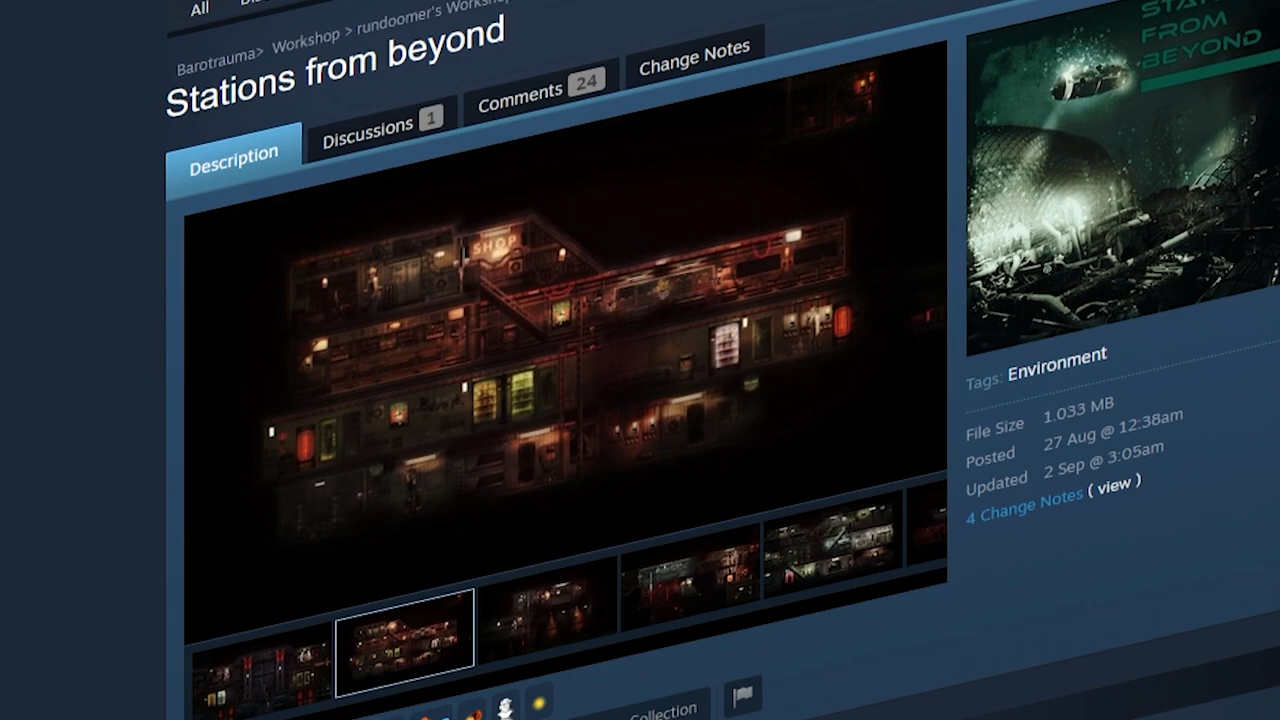 All
Barotrauma> Workshop > rundoomer's Workshop
Stations from beyond
Description
Discussions 1
Comments 24
Change Notes
SHOP
FROM
BEYOND
Tags: Environment
File Size 1.033 MB
Posted 27 Aug @ 12:38am
Updated 2 Sep @ 3:05am
4 Change Notes ( view )
Collection